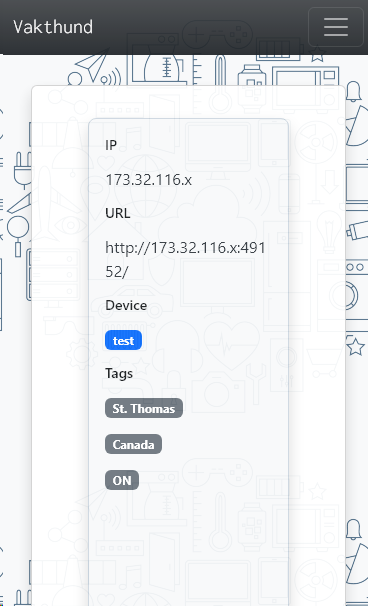 Vakthund
IP
173.32.116.x
URL
http://173.32.116.x:491
52/
Device
test
Tags
St. Thomas
Canada
ON